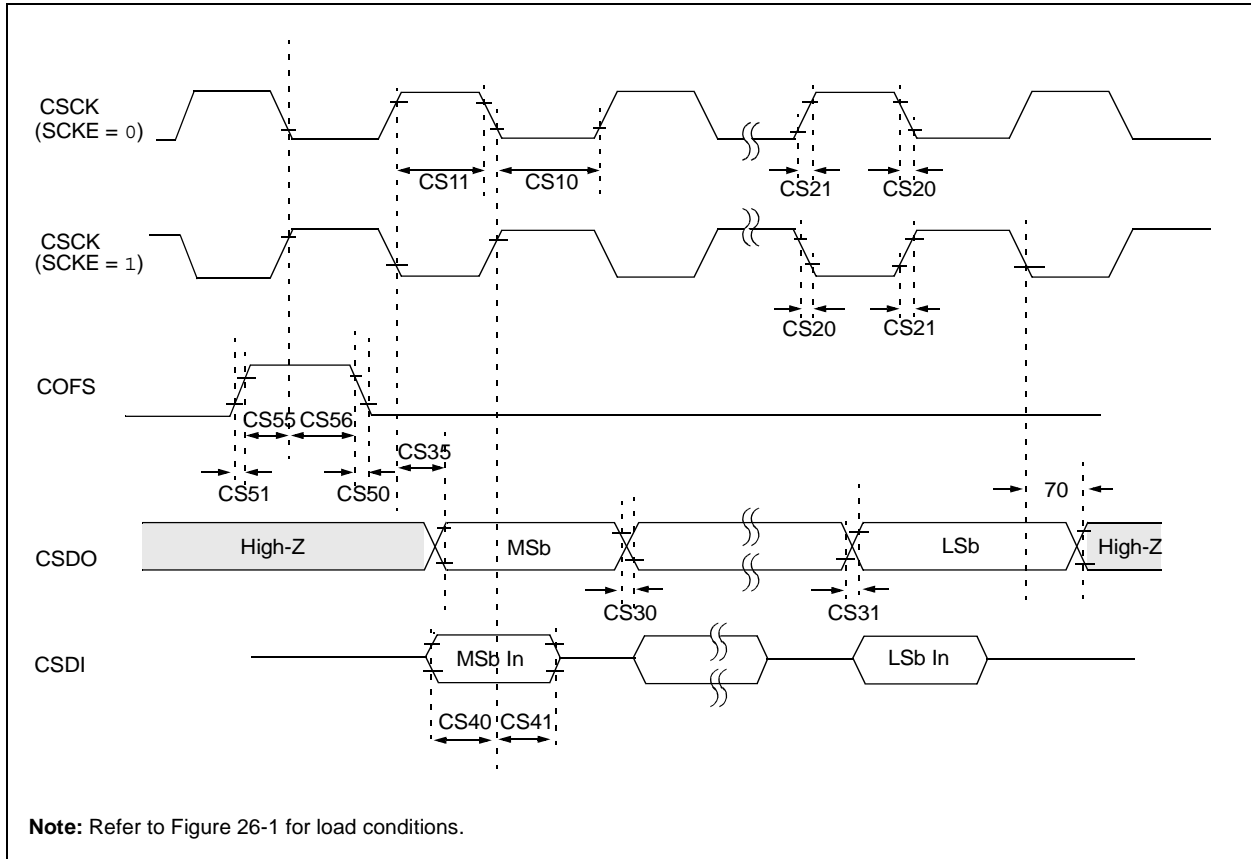 CSCK
(SCKE = 0)
CS11
CS10
CS21
CS20
CSCK
(SCKE = 1)
CS20
CS21
COFS
CS55
CS56
CS35
CS51
CS50
70
CSDO
High-Z
MSb
LSb
High-Z
CS30
CS31
CSDI
MSb In
LSb In
CS40
CS41
Note: Refer to Figure 26-1 for load conditions.